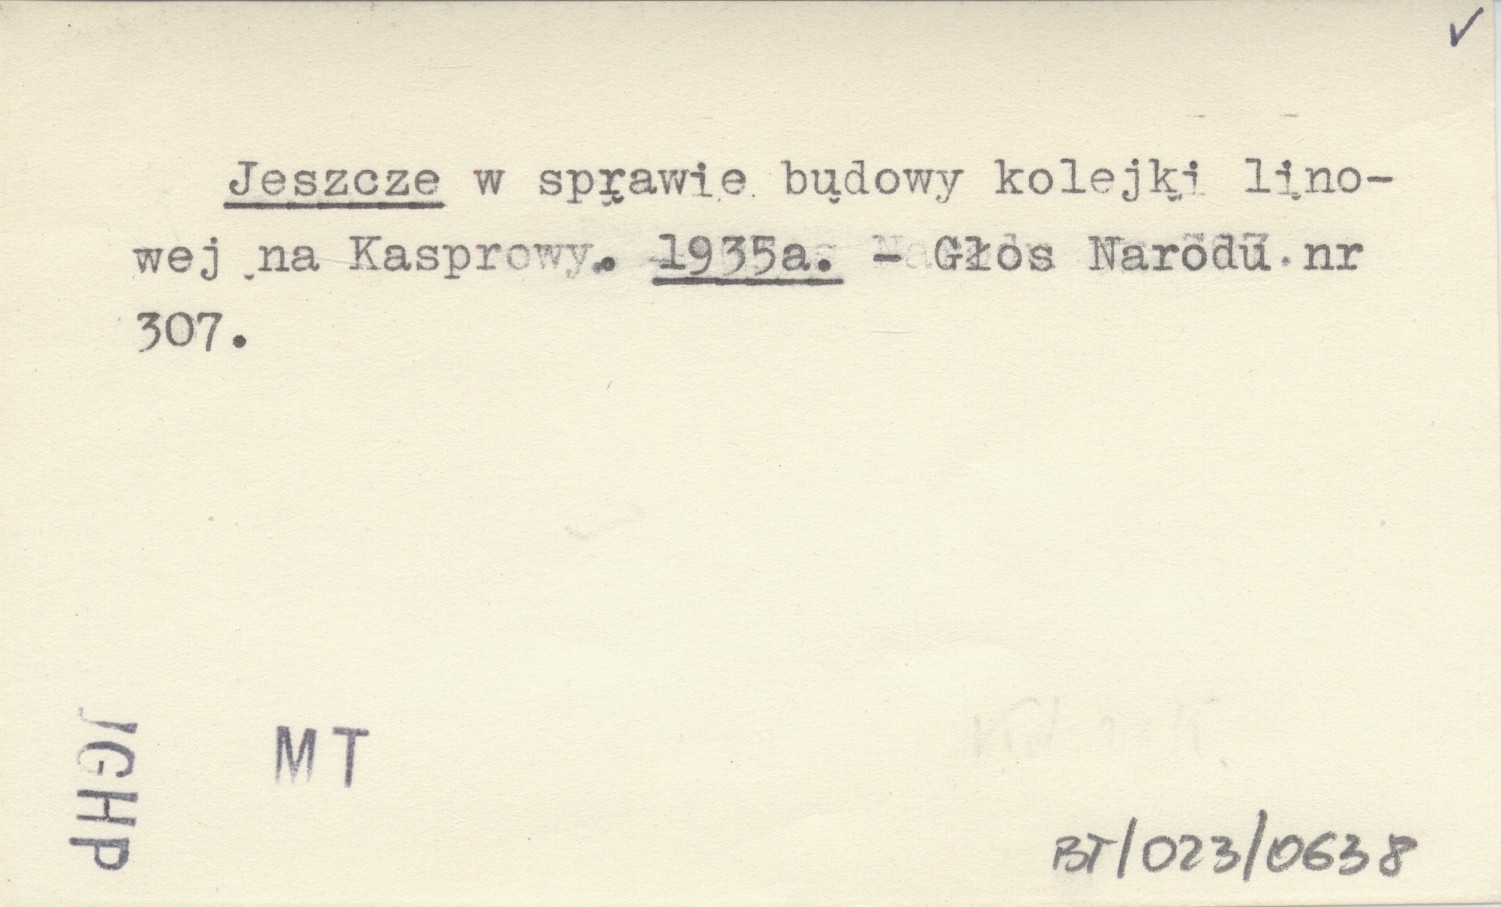 Jeszcze w sprawie budowy kolejki lino-
wej na Kasprowy. 1935a. - Głos Narodu nr
307.
JGHP
MT
BT/023/0638